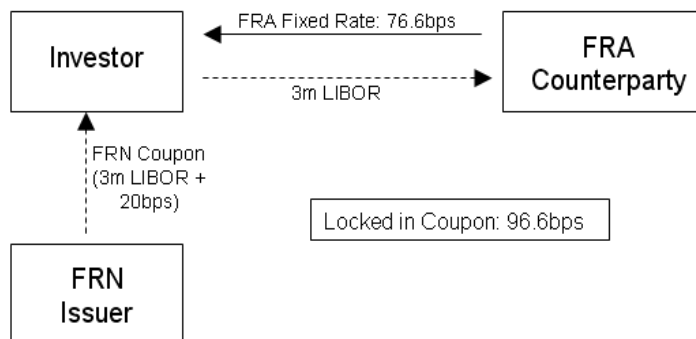 FRA Fixed Rate: 76.6bps
Investor
FRA
Counterparty
3m LIBOR
FRN Coupon
(3m LIBOR +
20bps)
Locked in Coupon: 96.6bps
FRN
Issuer